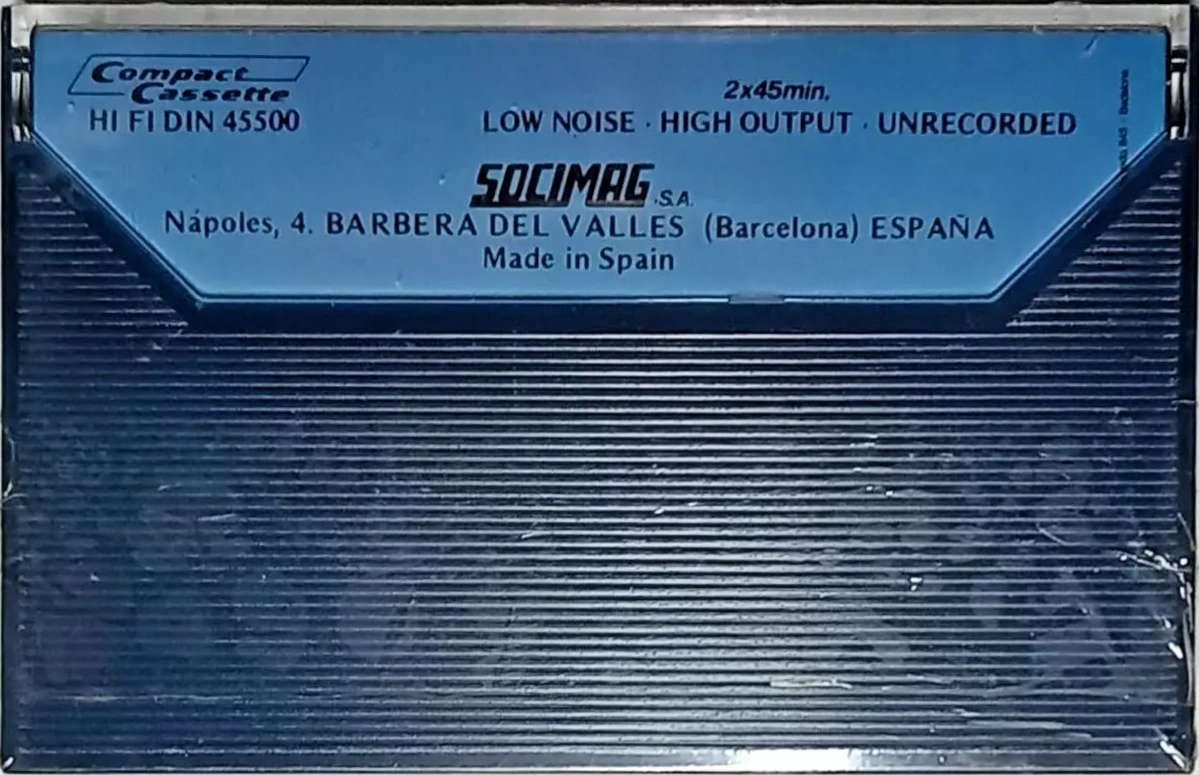 Compact
Cassette
HI FI DIN 45500
2x45min.
LOW NOISE · HIGH OUTPUT · UNRECORDED
SOCIMAG S.A.
Nápoles, 4. BARBERA DEL VALLES (Barcelona) ESPAÑA
Made in Spain